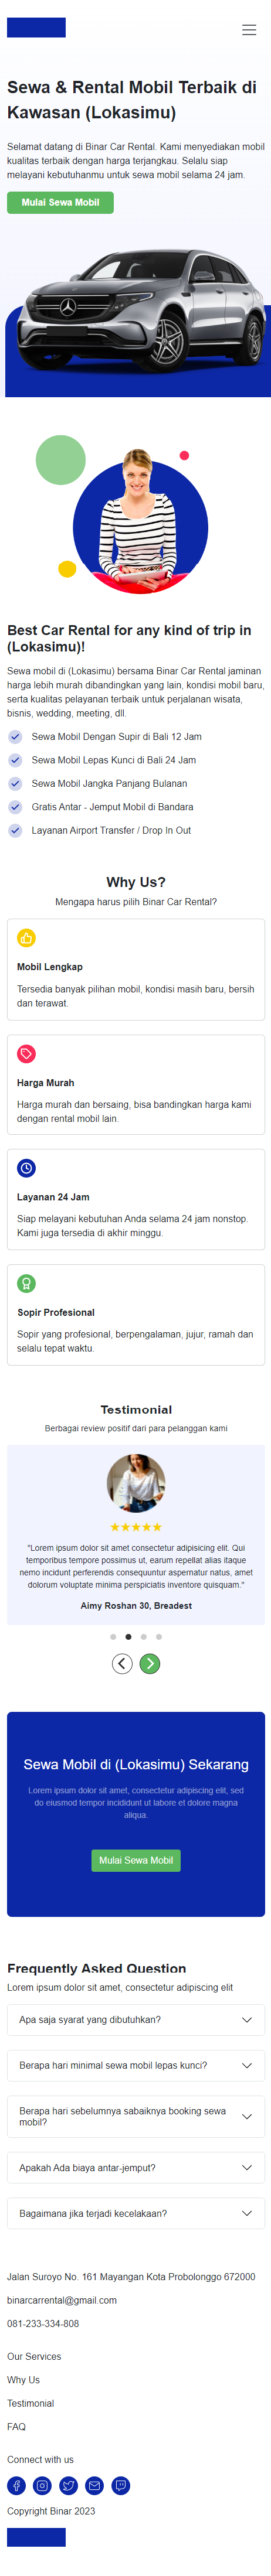 Sewa & Rental Mobil Terbaik di
Kawasan (Lokasimu)
Selamat datang di Binar Car Rental. Kami menyediakan mobil
kualitas terbaik dengan harga terjangkau. Selalu siap
melayani kebutuhanmu untuk sewa mobil selama 24 jam.
Mulai Sewa Mobil
Best Car Rental for any kind of trip in
(Lokasimu)!
Sewa mobil di (Lokasimu) bersama Binar Car Rental jaminan
harga lebih murah dibandingkan yang lain, kondisi mobil baru,
serta kualitas pelayanan terbaik untuk perjalanan wisata,
bisnis, wedding, meeting, dll.
Sewa Mobil Dengan Supir di Bali 12 Jam
Sewa Mobil Lepas Kunci di Bali 24 Jam
Sewa Mobil Jangka Panjang Bulanan
Gratis Antar - Jemput Mobil di Bandara
Layanan Airport Transfer / Drop In Out
Why Us?
Mengapa harus pilih Binar Car Rental?
Mobil Lengkap
Tersedia banyak pilihan mobil, kondisi masih baru, bersih
dan terawat.
Harga Murah
Harga murah dan bersaing, bisa bandingkan harga kami
dengan rental mobil lain.
Layanan 24 Jam
Siap melayani kebutuhan Anda selama 24 jam nonstop.
Kami juga tersedia di akhir minggu.
Sopir Profesional
Sopir yang profesional, berpengalaman, jujur, ramah dan
selalu tepat waktu.
Testimonial
Berbagai review positif dari para pelanggan kami
"Lorem ipsum dolor sit amet consectetur adipisicing elit. Qui
temporibus tempore possimus ut, earum repellat alias itaque
nemo incidunt perferendis consequuntur aspernatur natus, amet
dolorum voluptate minima perspiciatis inventore quisquam."
Aimy Roshan 30, Breadest
Sewa Mobil di (Lokasimu) Sekarang
Lorem ipsum dolor sit amet, consectetur adipiscing elit, sed
do eiusmod tempor incididunt ut labore et dolore magna
aliqua.
Mulai Sewa Mobil
Frequently Asked Question
Lorem ipsum dolor sit amet, consectetur adipiscing elit
Apa saja syarat yang dibutuhkan?
Berapa hari minimal sewa mobil lepas kunci?
Berapa hari sebelumnya sabaiknya booking sewa
mobil?
Apakah Ada biaya antar-jemput?
Bagaimana jika terjadi kecelakaan?
Jalan Suroyo No. 161 Mayangan Kota Probolonggo 672000
binarcarrental@gmail.com
081-233-334-808
Our Services
Why Us
Testimonial
FAQ
Connect with us
Copyright Binar 2023